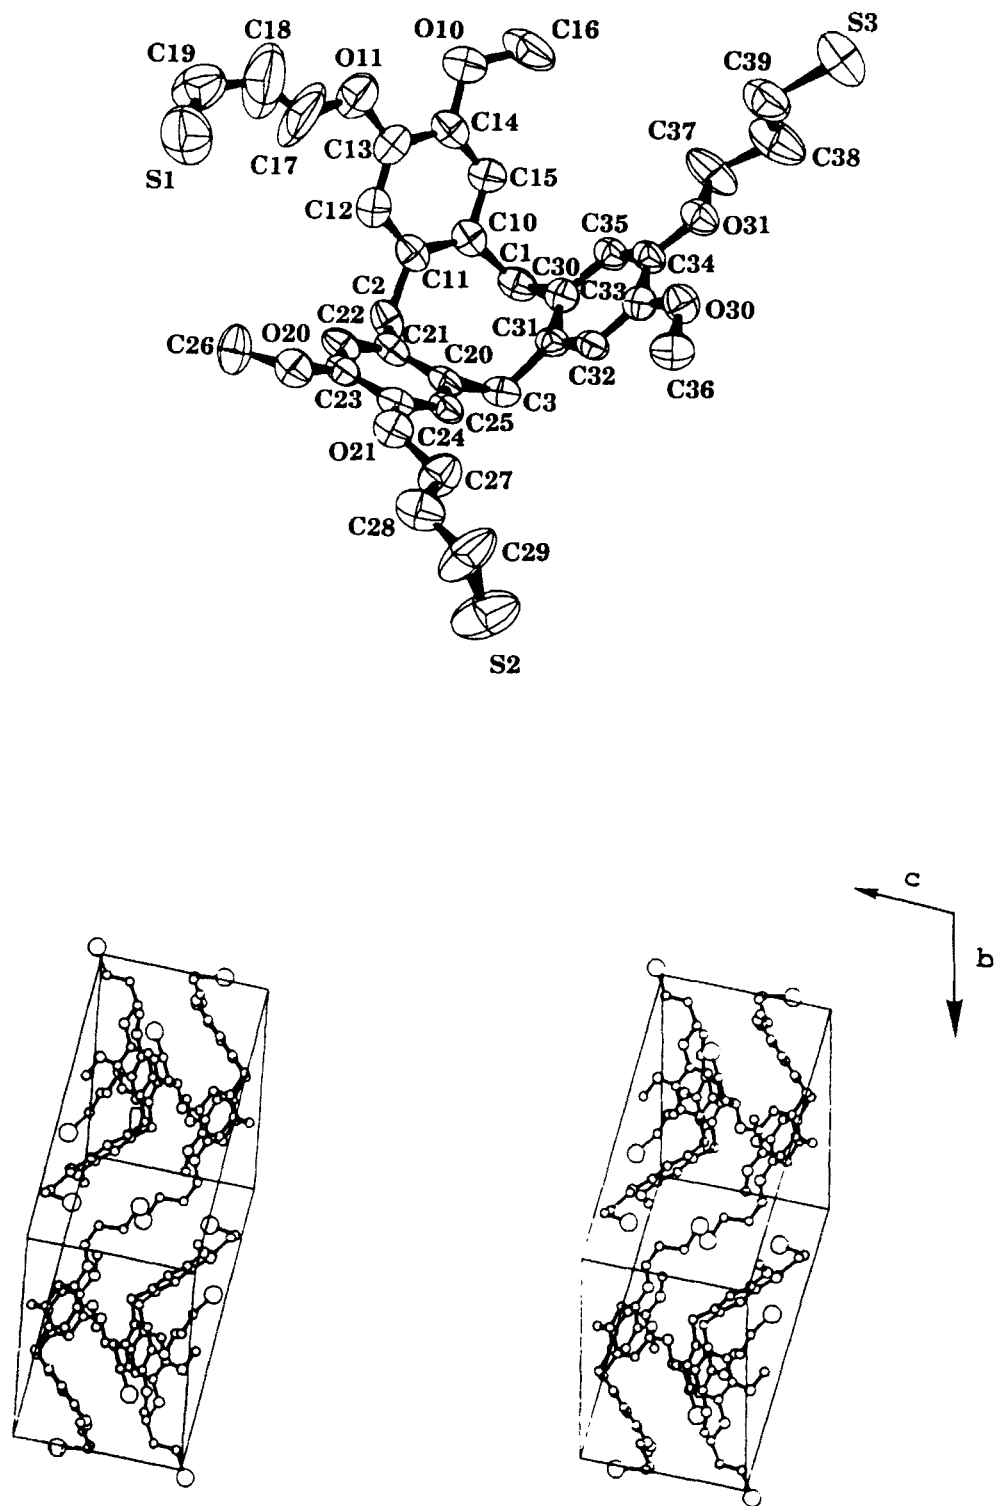 C18 O10 C16 S3
C19 O11 C39
C14 C37
S1 C17 C13 C15 C38
C12 C10 C35 O31
C1 C30 C34
C2 C11 C33 O30
C22 C31
C26 O20 C21 C20 C32 C36
C23 C3
C25
O21 C24
C27
C28
C29
S2
c
b